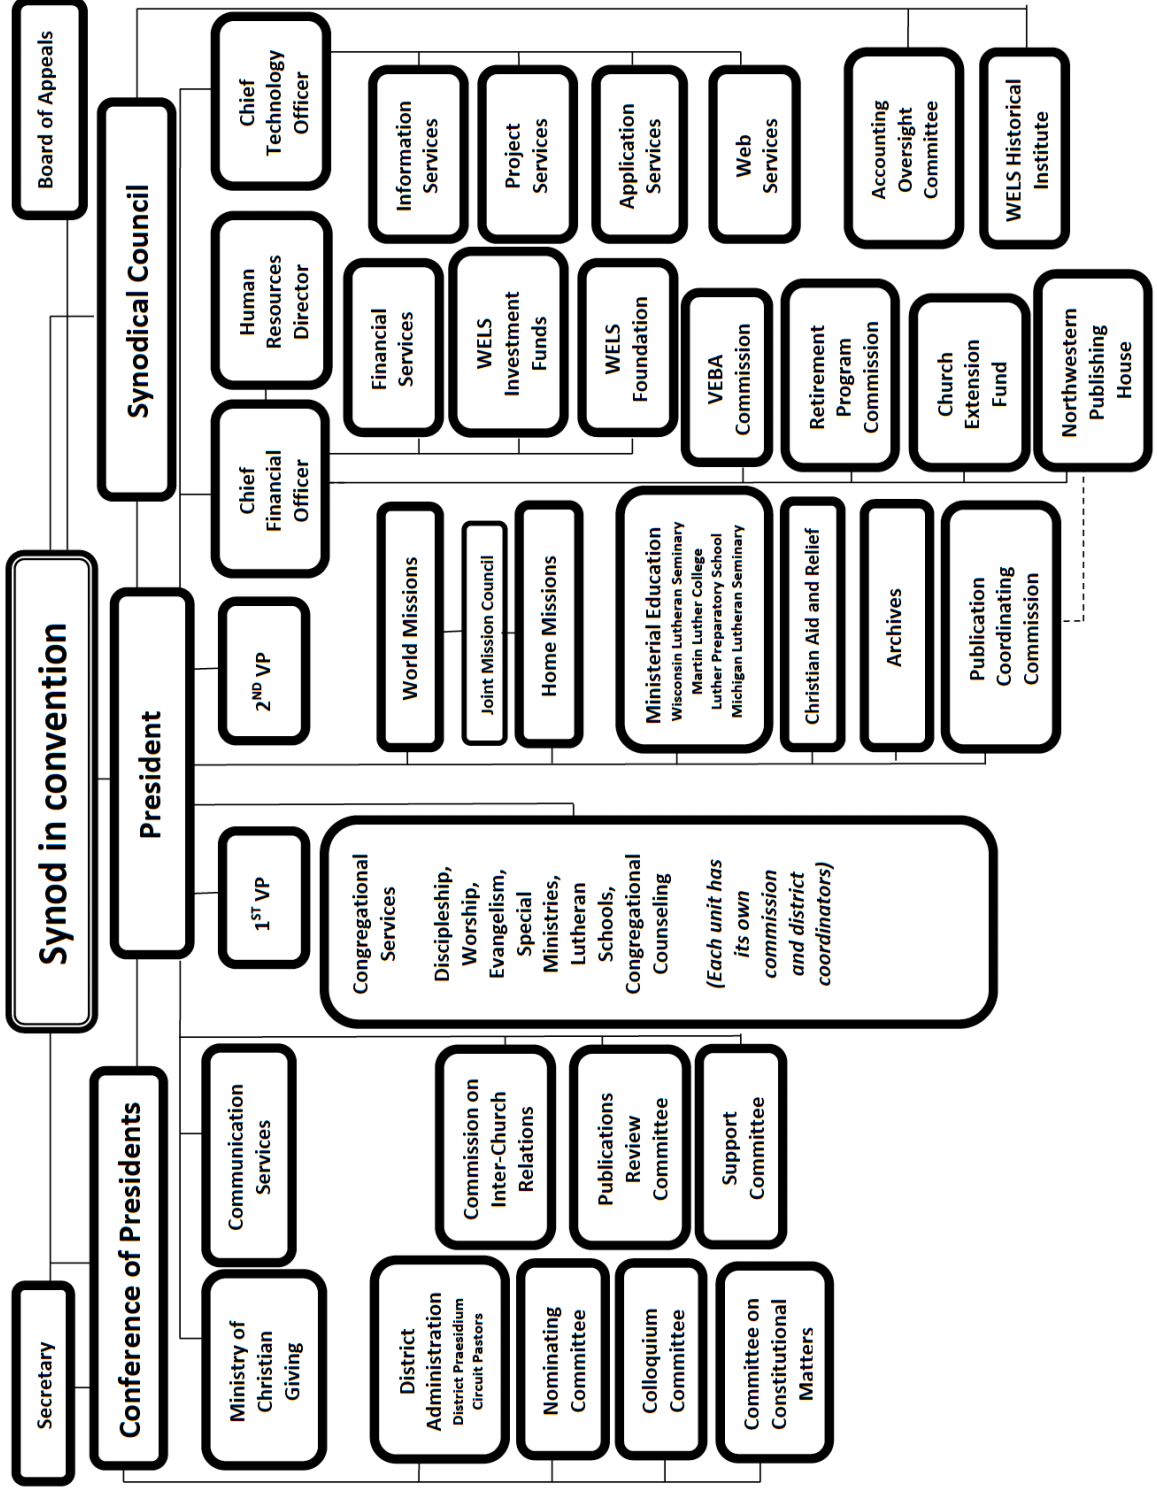 Synod in convention
Secretary
Board of Appeals
Conference of Presidents
President
Synodical Council
Ministry of
Christian
Giving
Communication
Services
1ST VP
2ND VP
Chief
Financial
Officer
Human
Resources
Director
Chief
Technology
Officer
District
Administration
District Praesidium
Circuit Pastors
Nominating
Committee
Colloquium
Committee
Committee on
Constitutional
Matters
Commission on
Inter-Church
Relations
Publications
Review
Committee
Support
Committee
Congregational
Services
Discipleship,
Worship,
Evangelism,
Special
Ministries,
Lutheran
Schools,
Congregational
Counseling
(Each unit has
its own
commission
and district
coordinators)
World Missions
Joint Mission Council
Home Missions
Ministerial Education
Wisconsin Lutheran Seminary
Martin Luther College
Luther Preparatory School
Michigan Lutheran Seminary
Christian Aid and Relief
Archives
Publication
Coordinating
Commission
Financial
Services
WELS
Investment
Funds
WELS
Foundation
VEBA
Commission
Retirement
Program
Commission
Church
Extension
Fund
Northwestern
Publishing
House
Information
Services
Project
Services
Application
Services
Web
Services
Accounting
Oversight
Committee
WELS Historical
Institute